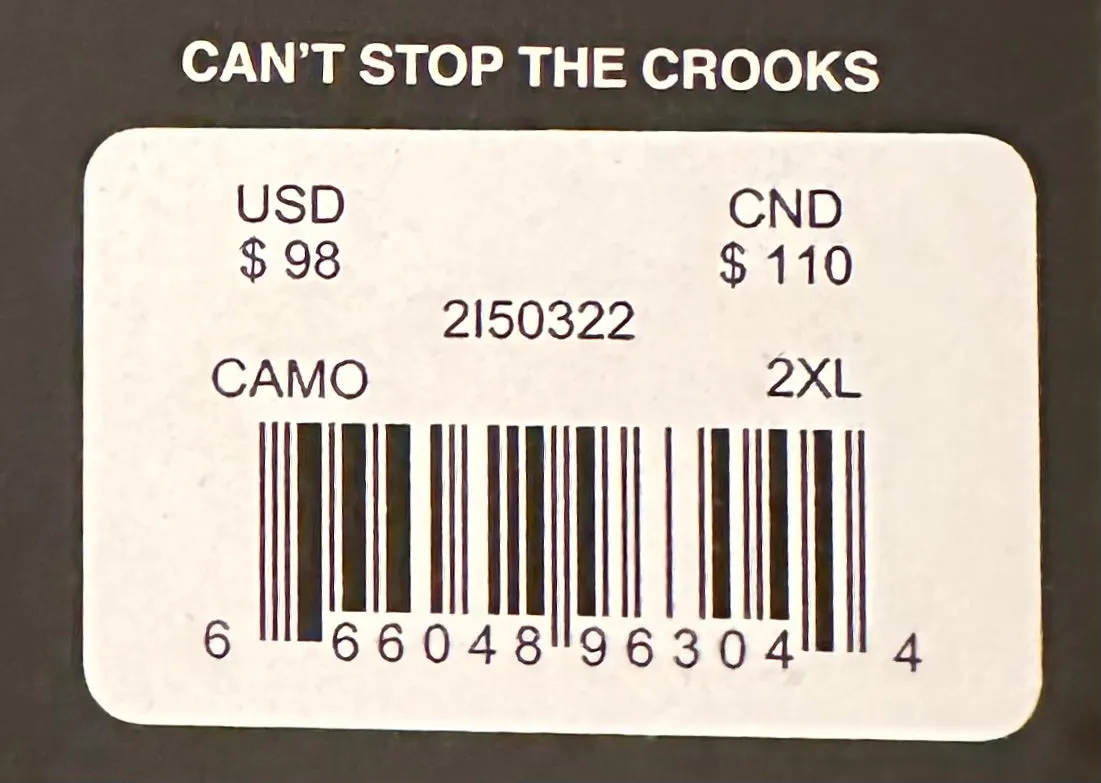 CAN'T STOP THE CROOKS
USD CND
$ 98 $ 110
2I50322
CAMO 2XL
6 66048 96304 4